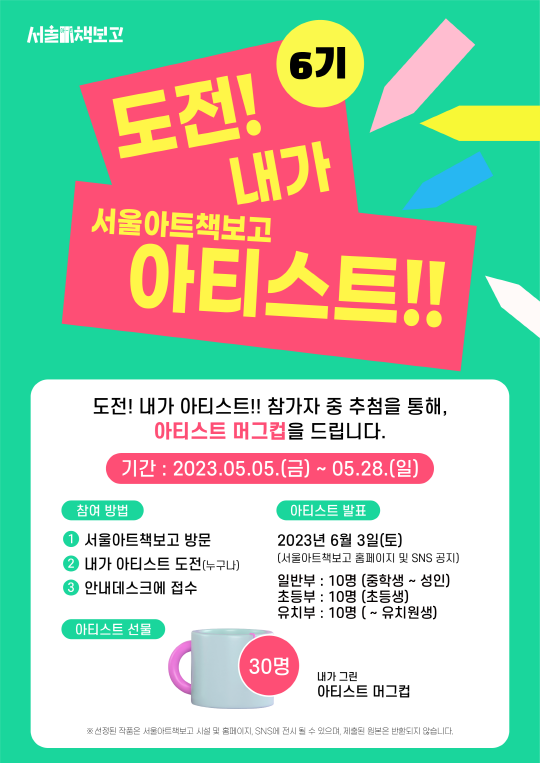 서울아트책보고
6기
도전!
내가
서울아트책보고
아티스트!!
도전! 내가 아티스트!! 참가자 중 추첨을 통해,
아티스트 머그컵을 드립니다.
기간 : 2023.05.05.(금) ~ 05.28.(일)
참여 방법
1 서울아트책보고 방문
2 내가 아티스트 도전(누구나)
3 안내데스크에 접수
아티스트 발표
2023년 6월 3일(토)
(서울아트책보고 홈페이지 및 SNS 공지)
일반부 : 10명 (중학생 ~ 성인)
초등부 : 10명 (초등생)
유치부 : 10명 ( ~ 유치원생)
아티스트 선물
30명
내가 그린
아티스트 머그컵
※ 선정된 작품은 서울아트책보고 시설 및 홈페이지, SNS에 전시 될 수 있으며, 제출된 원본은 반환되지 않습니다.